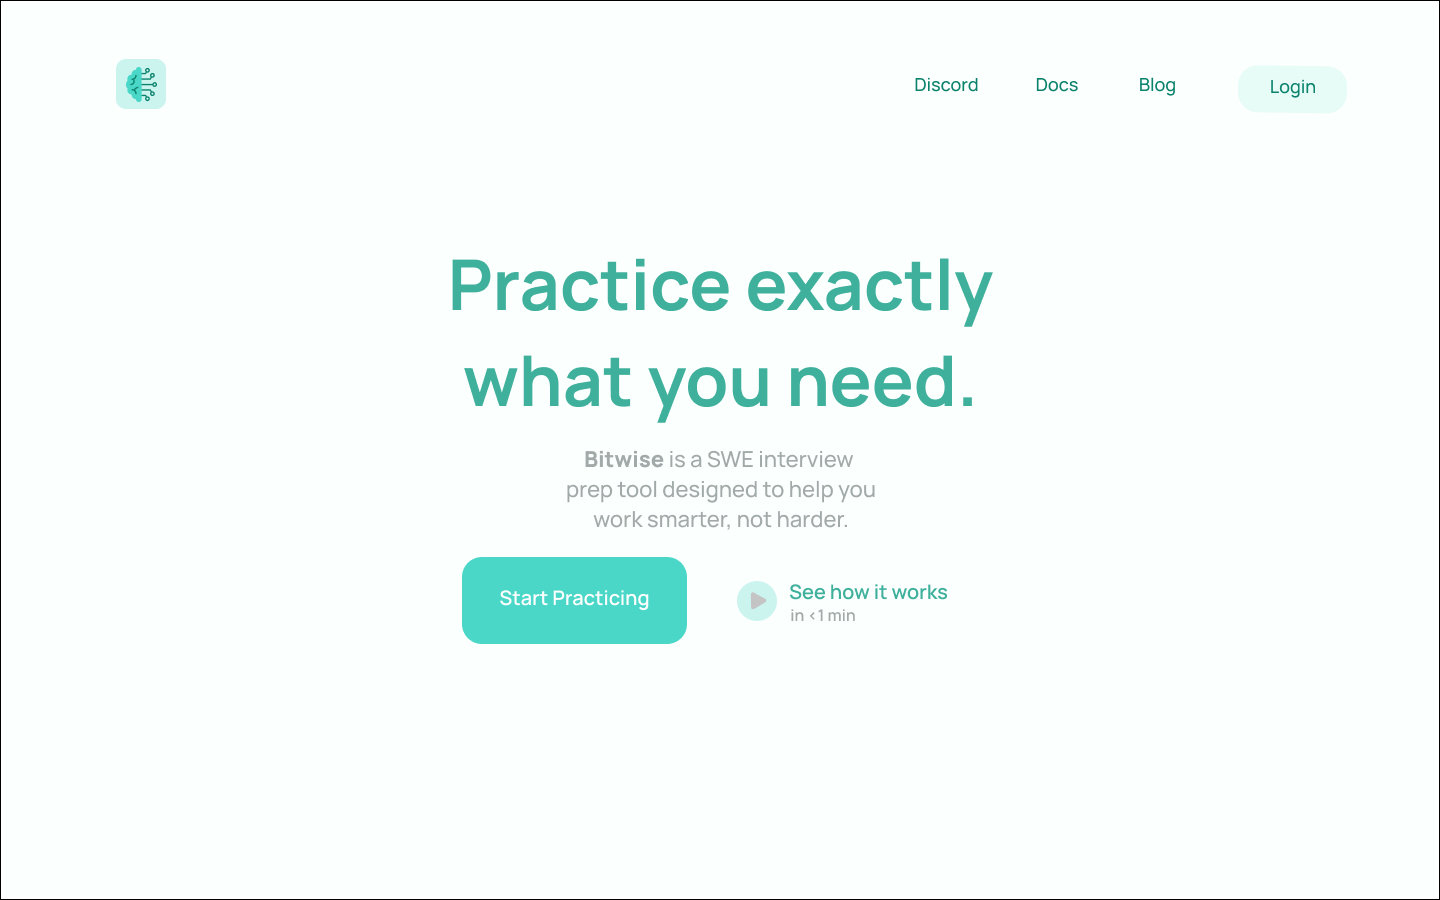 Discord
Docs
Blog
Login
Practice exactly
what you need.
Bitwise is a SWE interview
prep tool designed to help you
work smarter, not harder.
Start Practicing
See how it works
in <1 min